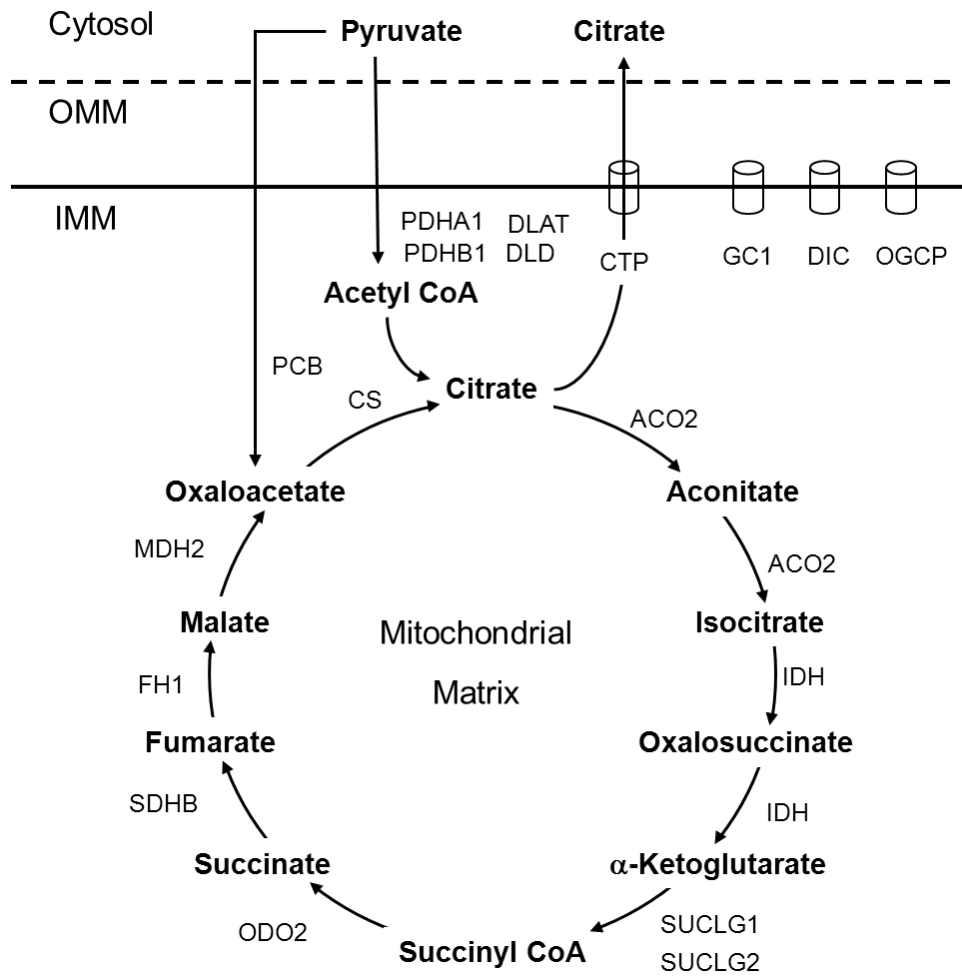 Cytosol
Pyruvate
Citrate
OMM
IMM
PDHA1 DLAT
PDHB1 DLD
CTP
GC1
DIC
OGCP
Acetyl CoA
PCB
CS
Citrate
ACO2
Oxaloacetate
Aconitate
MDH2
ACO2
Malate
Mitochondrial
Matrix
Isocitrate
FH1
IDH
Fumarate
Oxalosuccinate
SDHB
IDH
Succinate
α-Ketoglutarate
ODO2
Succinyl CoA
SUCLG1
SUCLG2